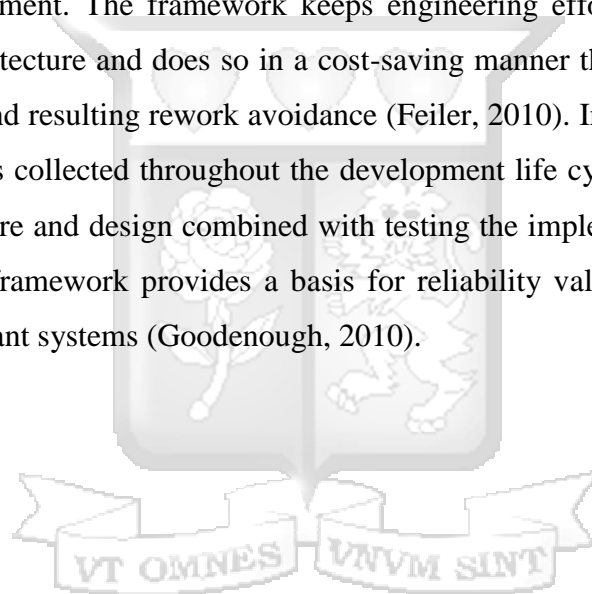 ment. The framework keeps engineering effo
tecture and does so in a cost-saving manner th
nd resulting rework avoidance (Feiler, 2010). In
s collected throughout the development life cy
re and design combined with testing the imple
framework provides a basis for reliability val
ant systems (Goodenough, 2010).
VT OMNES VNVM SINT